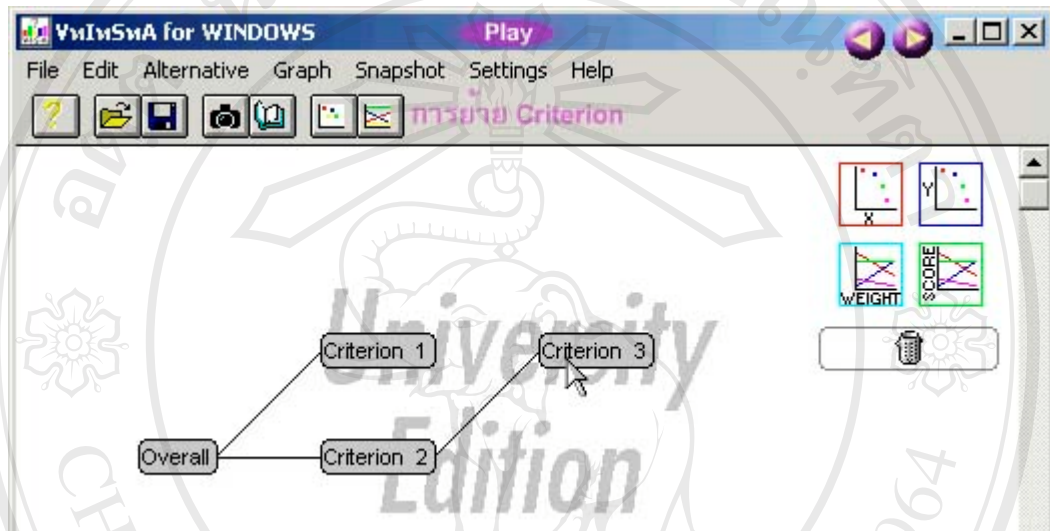 for WINDOWS Play
File Edit Alternative Graph Snapshot Settings Help
การย้าย Criterion
X Y
WEIGHT SCORE
University
Criterion 1 Criterion 3
Overall Criterion 2
Edition